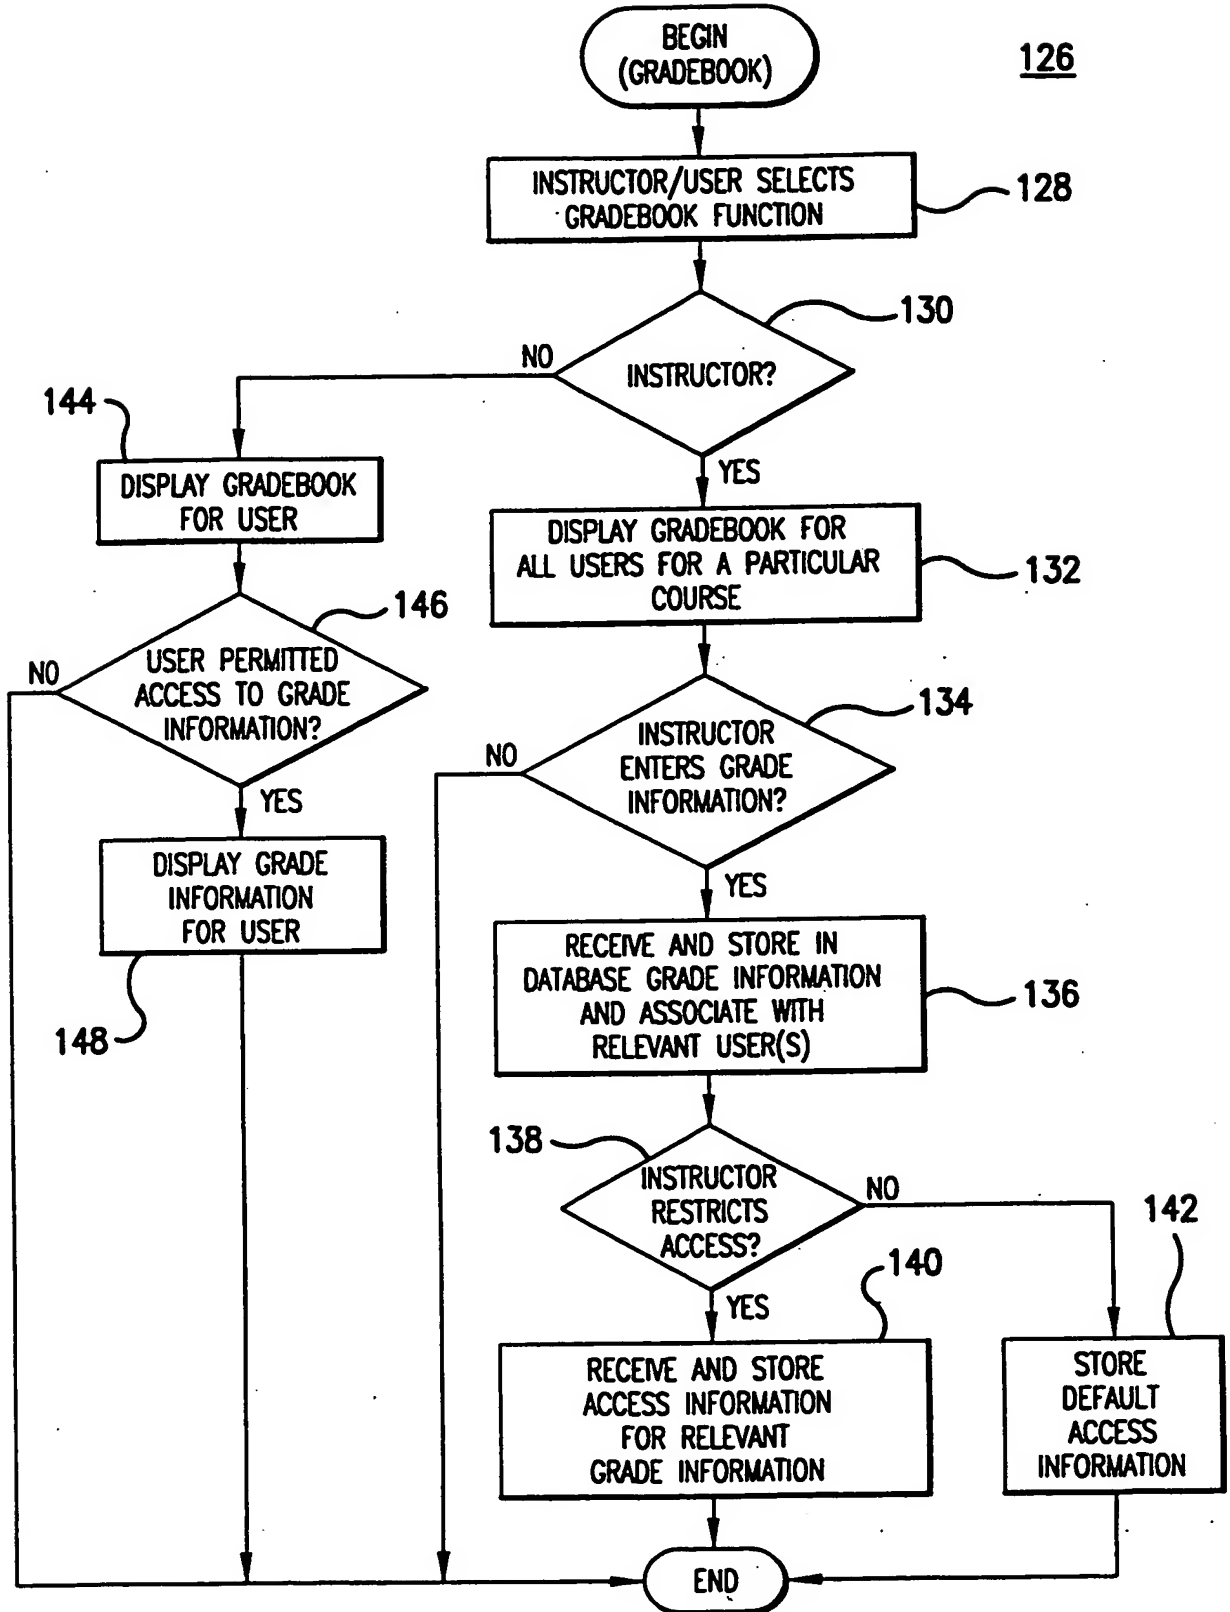 BEGIN
(GRADEBOOK)
126
INSTRUCTOR/USER SELECTS
GRADEBOOK FUNCTION
128
130
INSTRUCTOR?
NO
YES
144
DISPLAY GRADEBOOK
FOR USER
DISPLAY GRADEBOOK FOR
ALL USERS FOR A PARTICULAR
COURSE
132
146
USER PERMITTED
ACCESS TO GRADE
INFORMATION?
NO
YES
134
INSTRUCTOR
ENTERS GRADE
INFORMATION?
NO
YES
DISPLAY GRADE
INFORMATION
FOR USER
148
RECEIVE AND STORE IN
DATABASE GRADE INFORMATION
AND ASSOCIATE WITH
RELEVANT USER(S)
136
138
INSTRUCTOR
RESTRICTS
ACCESS?
NO
YES
140
142
RECEIVE AND STORE
ACCESS INFORMATION
FOR RELEVANT
GRADE INFORMATION
STORE
DEFAULT
ACCESS
INFORMATION
END